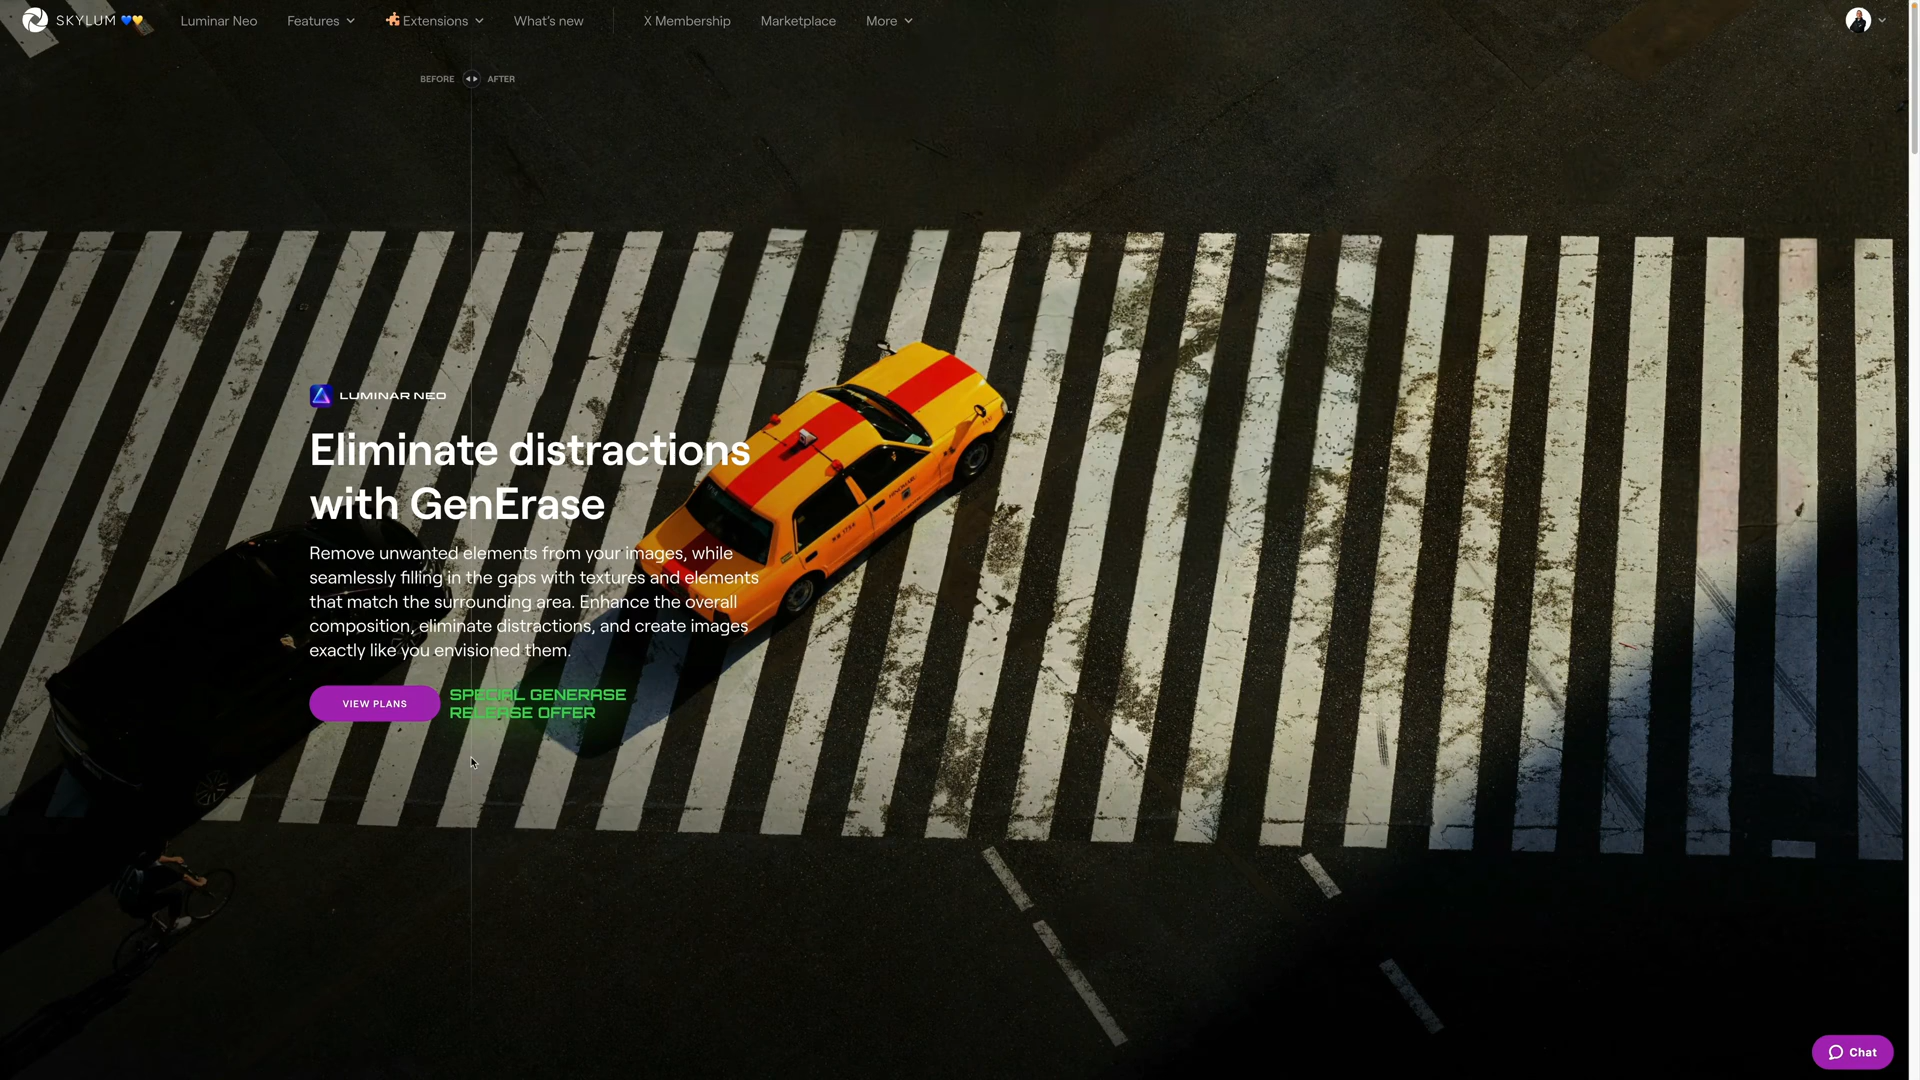 SKYLUM
Luminar Neo
Features
Extensions
What's new
X Membership
Marketplace
More
BEFORE
AFTER
LUMINAR NEO
Eliminate distractions
with GenErase
Remove unwanted elements from your images, while
seamlessly filling in the gaps with textures and elements
that match the surrounding area. Enhance the overall
composition, eliminate distractions, and create images
exactly like you envisioned them.
VIEW PLANS
SPECIAL GENERASE
RELEASE OFFER
Chat